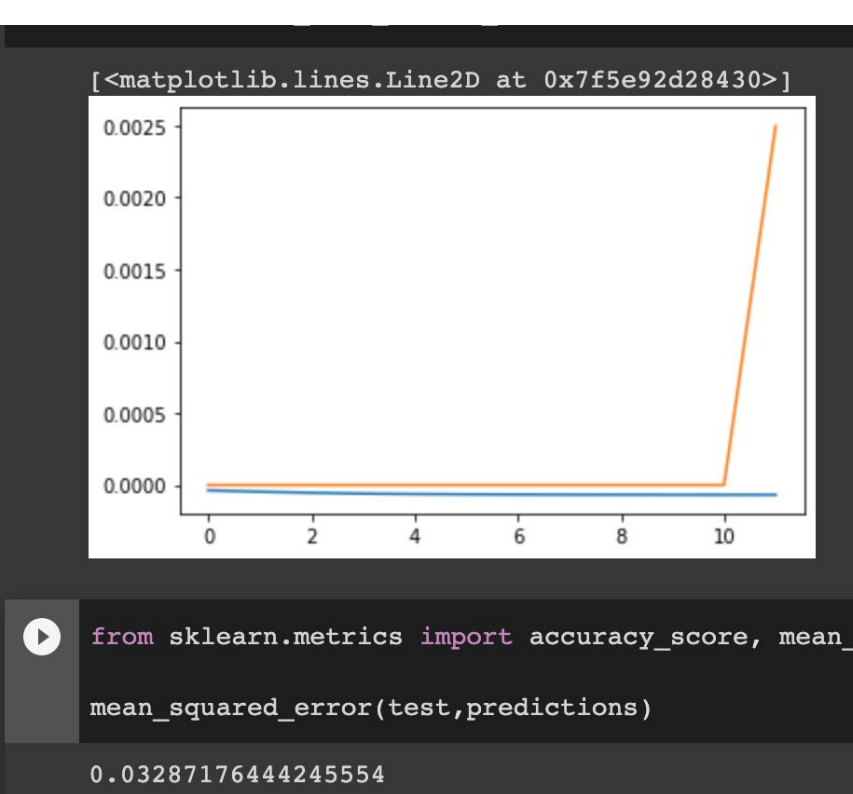 [<matplotlib.lines.Line2D at 0x7f5e92d28430>]
0.0025
0.0020
0.0015
0.0010
0.0005
0.0000
0 2 4 6 8 10
from sklearn.metrics import accuracy_score, mean_
mean_squared_error(test,predictions)
0.03287176444245554